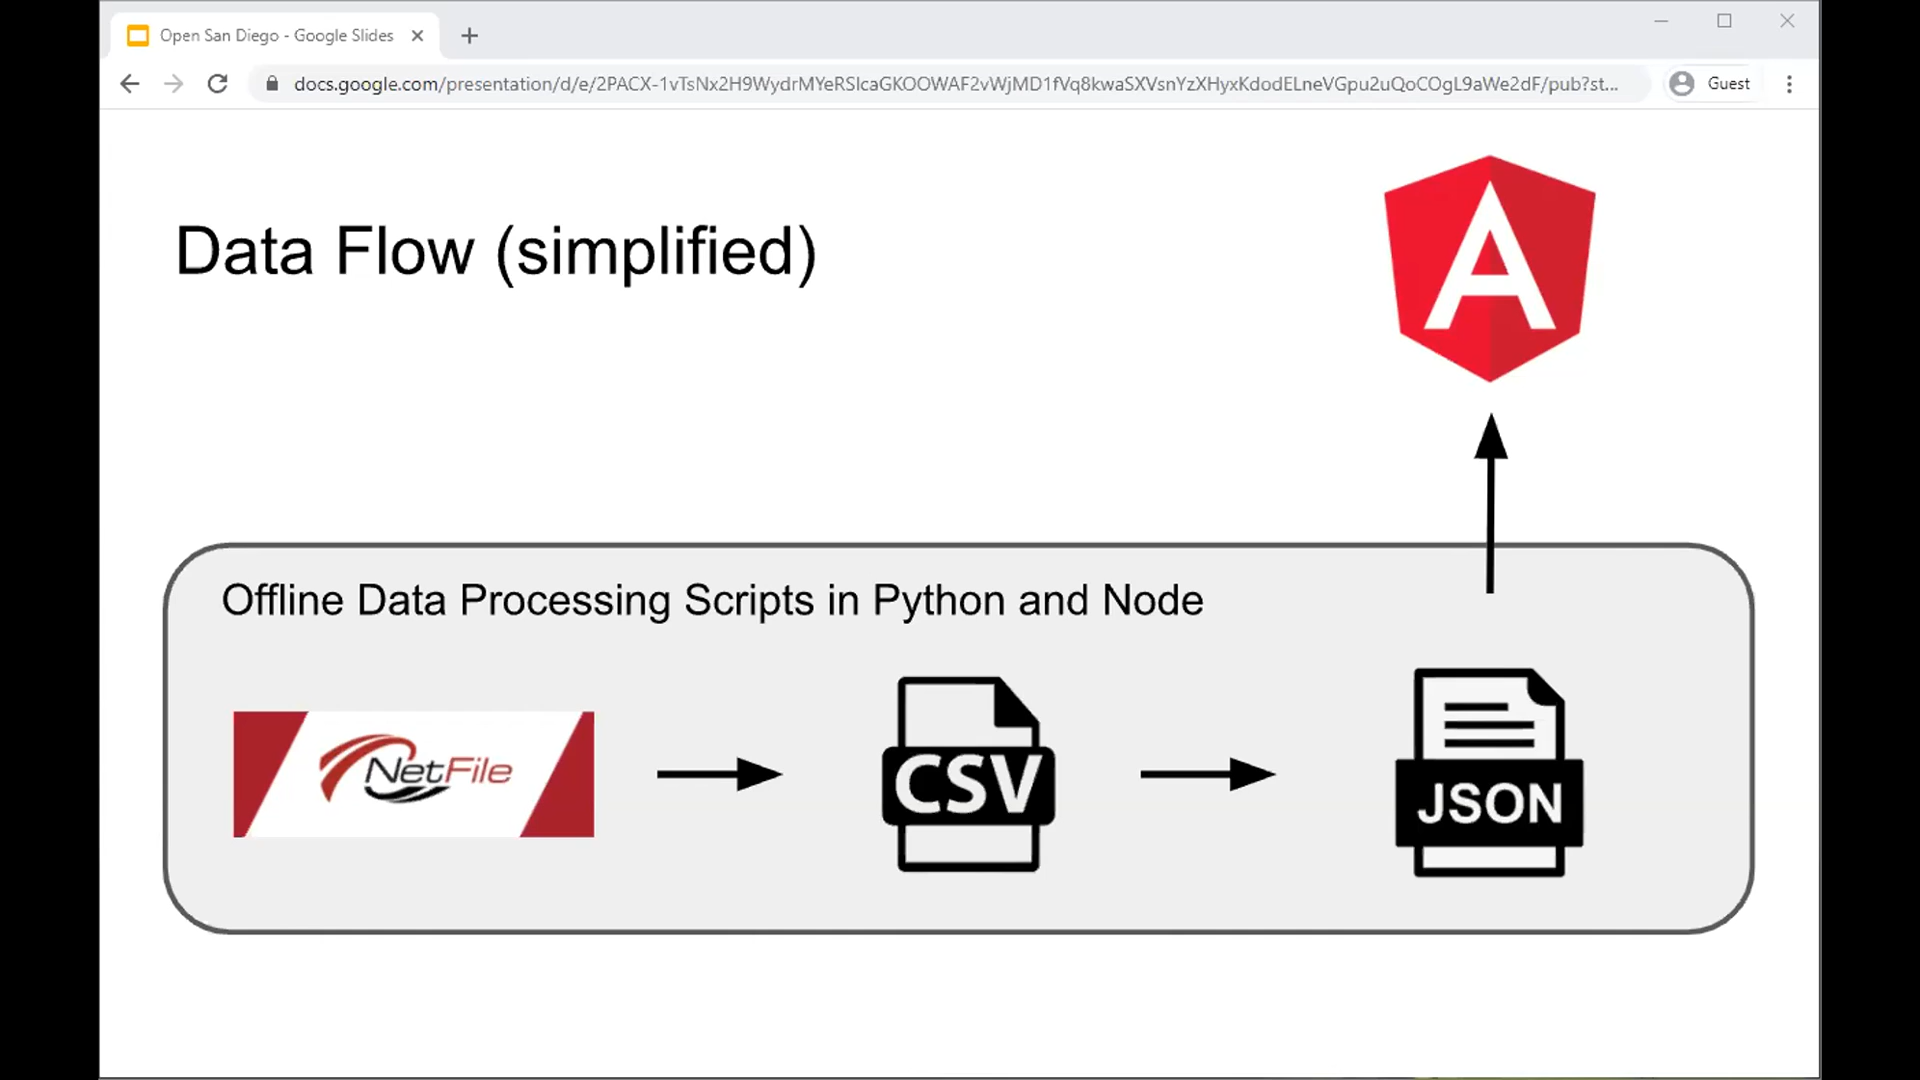 Open San Diego - Google Slides
docs.google.com/presentation/d/e/2PACX-1vTsNx2H9WydrMYeRSlcaGKOOWAF2vWjMD1fVq8kwaSXVsnYzXHyxKdodELneVGpu2uQoCOgL9aWe2dF/pub?st...
Guest
Data Flow (simplified)
A
Offline Data Processing Scripts in Python and Node
NetFile
CSV
JSON